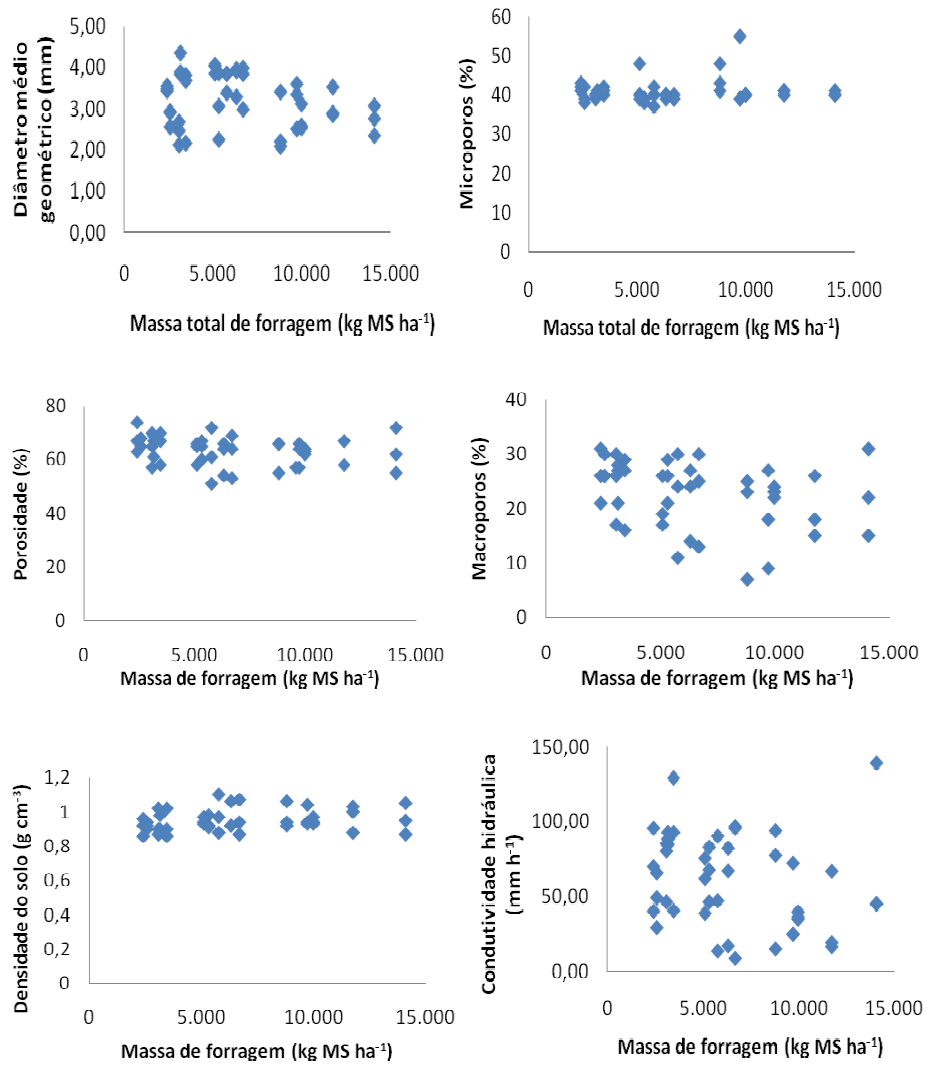 Diâmetro médio
geométrico (mm)
5,00
4,00
3,00
2,00
1,00
0,00
0 5.000 10.000 15.000
Massa total de forragem (kg MS ha-1)
Microporos (%)
60
50
40
30
20
10
0
0 5.000 10.000 15.000
Massa total de forragem (kg MS ha-1)
Porosidade (%)
80
60
40
20
0
0 5.000 10.000 15.000
Massa de forragem (kg MS ha-1)
Macroporos (%)
40
30
20
10
0
0 5.000 10.000 15.000
Massa de forragem (kg MS ha-1)
Densidade do solo (g cm-3)
1,2
1
0,8
0,6
0,4
0,2
0
0 5.000 10.000 15.000
Massa de forragem (kg MS ha-1)
Condutividade hidráulica
(mm h-1)
150,00
100,00
50,00
0,00
0 5.000 10.000 15.000
Massa de forragem (kg MS ha-1)